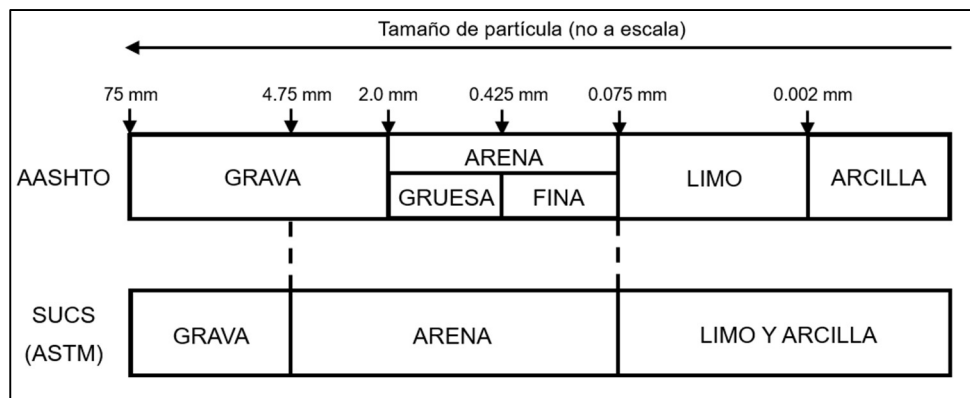 Tamaño de partícula (no a escala)
75 mm 4.75 mm 2.0 mm 0.425 mm 0.075 mm 0.002 mm
AASHTO GRAVA ARENA LIMO ARCILLA
GRUESA FINA
SUCS
(ASTM) GRAVA ARENA LIMO Y ARCILLA